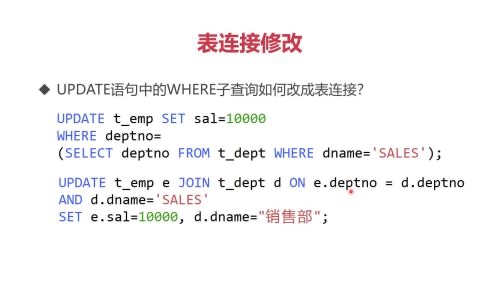 表连接修改
◆ UPDATE语句中的WHERE子查询如何改成表连接?
UPDATE t_emp SET sal=10000
WHERE deptno=
(SELECT deptno FROM t_dept WHERE dname='SALES');
UPDATE t_emp e JOIN t_dept d ON e.deptno = d.deptno
AND d.dname='SALES'
SET e.sal=10000, d.dname="销售部";